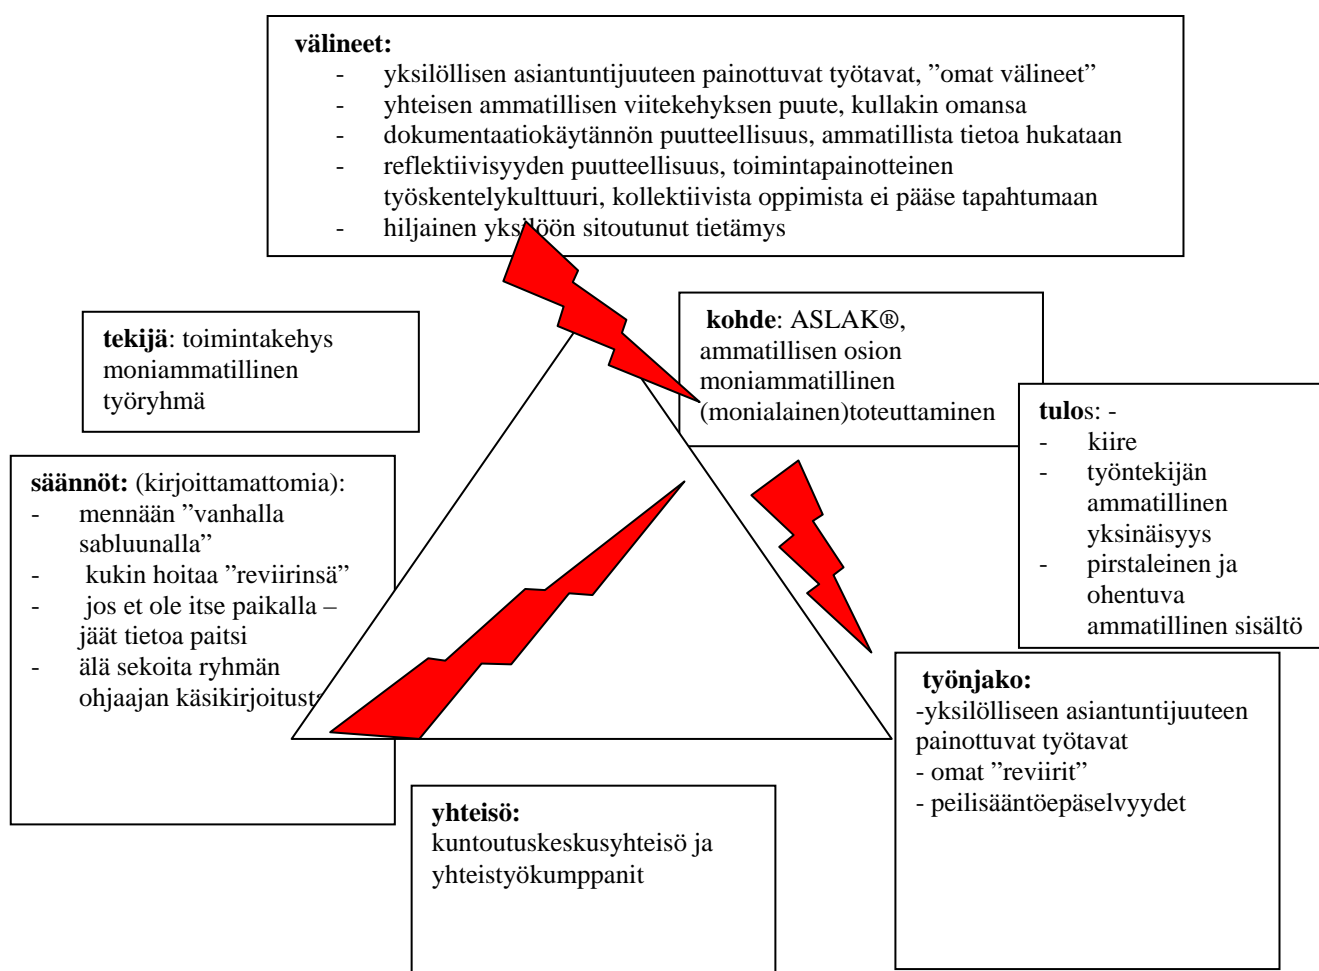 välineet:
- yksilöllisen asiantuntijuuteen painottuvat työtavat, ”omat välineet”
- yhteisen ammatillisen viitekehyksen puute, kullakin omansa
- dokumentaatiokäytännön puutteellisuus, ammatillista tietoa hukataan
- reflektiivisyyden puutteellisuus, toimintapainotteinen
työskentelykulttuuri, kollektiivista oppimista ei pääse tapahtumaan
- hiljainen yksilöön sitoutunut tietämys
tekijä: toimintakehys
moniammatillinen
työryhmä
kohde: ASLAK®,
ammatillisen osion
moniammatillinen
(monialainen)toteuttaminen
tulos: -
- kiire
- työntekijän
ammatillinen
yksinäisyys
- pirstaleinen ja
ohentuva
ammatillinen sisältö
säännöt: (kirjoittamattomia):
- mennään ”vanhalla
sabluunalla”
- kukin hoitaa ”reviirinsä”
- jos et ole itse paikalla –
jäät tietoa paitsi
- älä sekoita ryhmän
ohjaajan käsikirjoitusta
työnjako:
-yksilölliseen asiantuntijuuteen
painottuvat työtavat
- omat ”reviirit”
- peilisääntöepäselvyydet
yhteisö:
kuntoutuskeskusyhteisö ja
yhteistyökumppanit